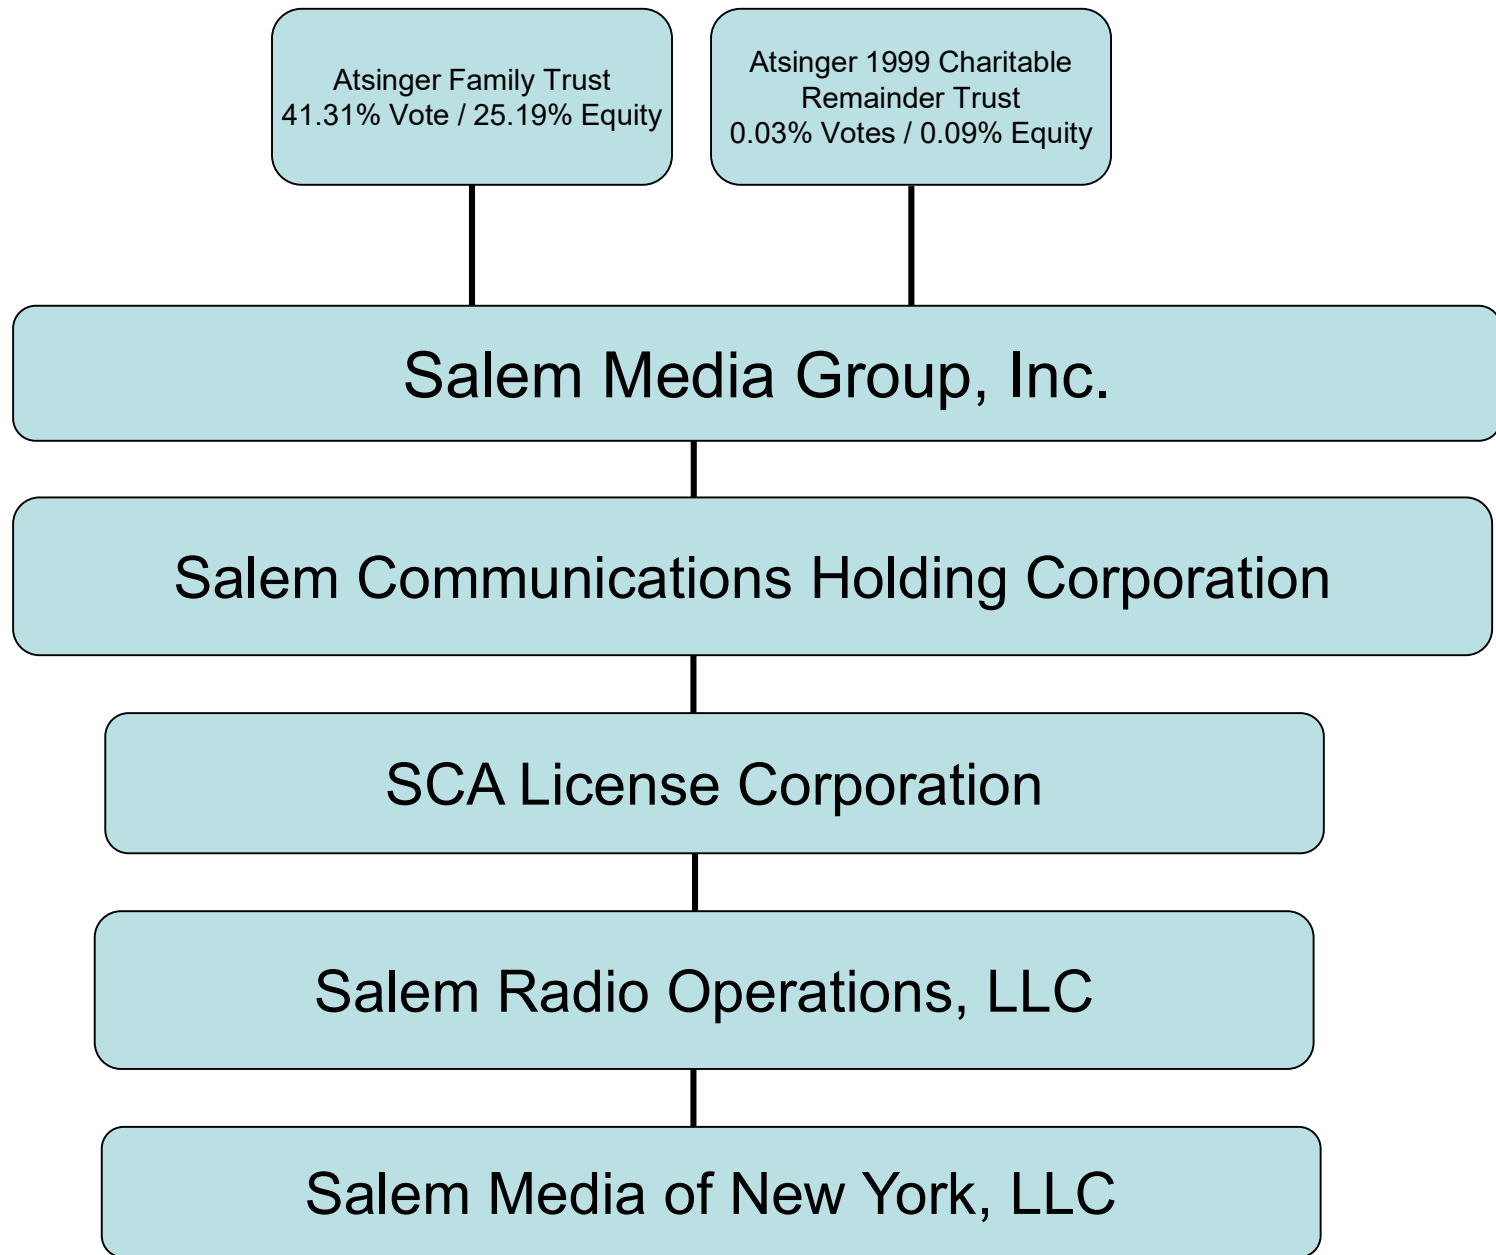 Atsinger Family Trust
41.31% Vote / 25.19% Equity
Atsinger 1999 Charitable
Remainder Trust
0.03% Votes / 0.09% Equity
Salem Media Group, Inc.
Salem Communications Holding Corporation
SCA License Corporation
Salem Radio Operations, LLC
Salem Media of New York, LLC